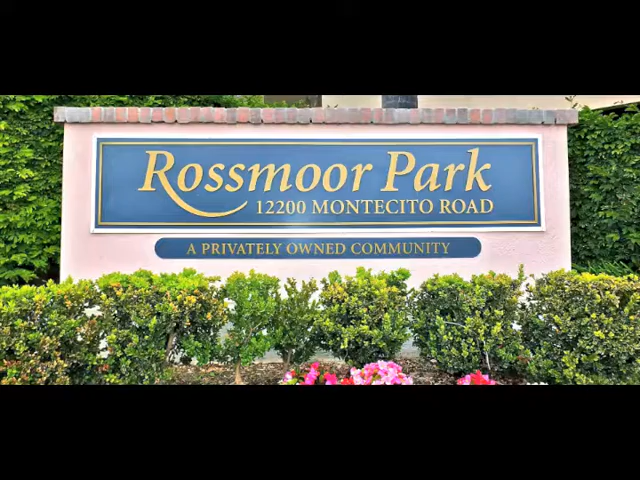 Rossmoor Park
12200 MONTECITO ROAD
A PRIVATELY OWNED COMMUNITY